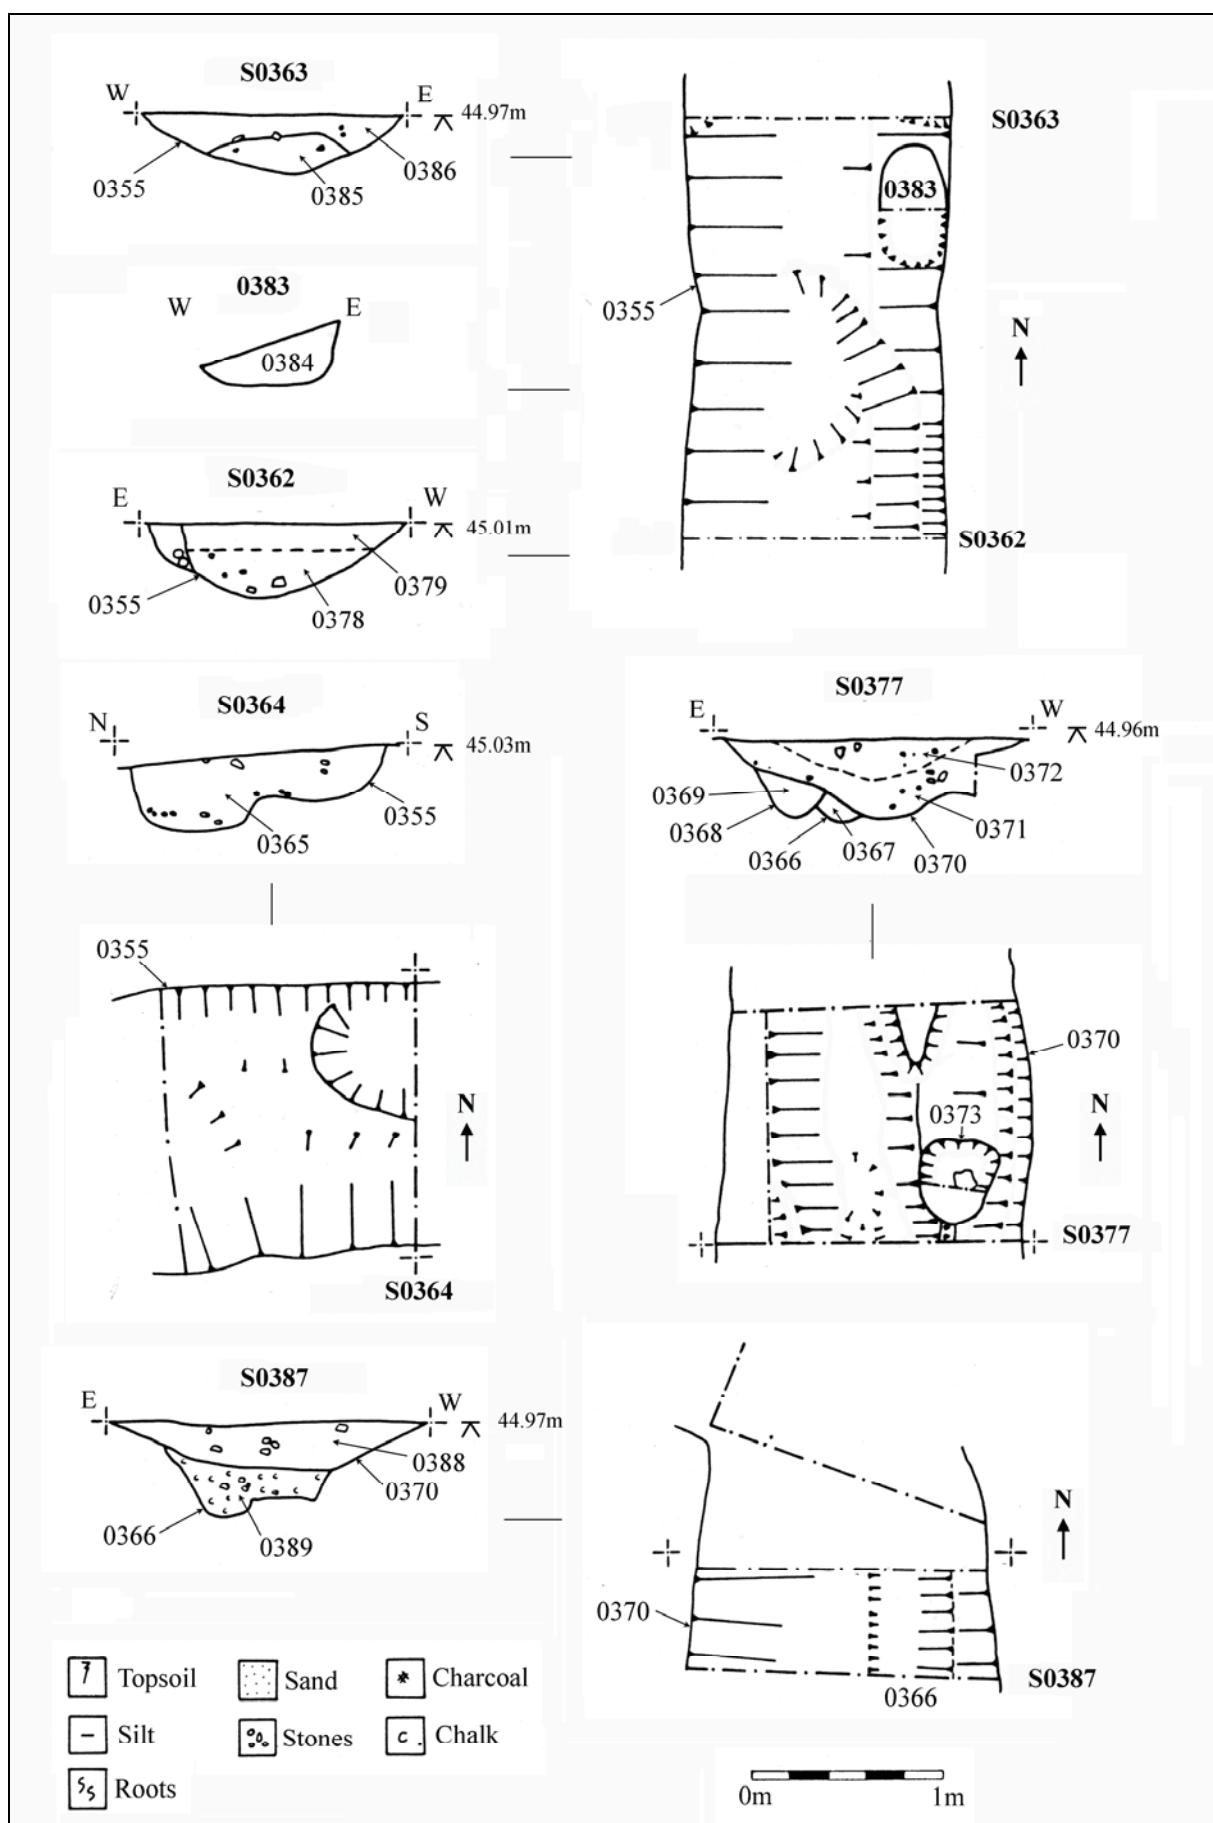 S0363
W E 44.97m
0355 0385 0386
0383
W E
0384
S0362
E W 45.01m
0355 0378 0379
S0364
N S 45.03m
0365 0355
0355
N
S0364
S0387
E W 44.97m
0388
0370
0366 0389
S0363
0383
0355
N
S0362
S0377
E W 44.96m
0372
0369
0368 0371
0366 0367 0370
0370
0373
N
S0377
N
0370
0366 S0387
Topsoil Sand Charcoal
Silt Stones c Chalk
Roots
0m 1m